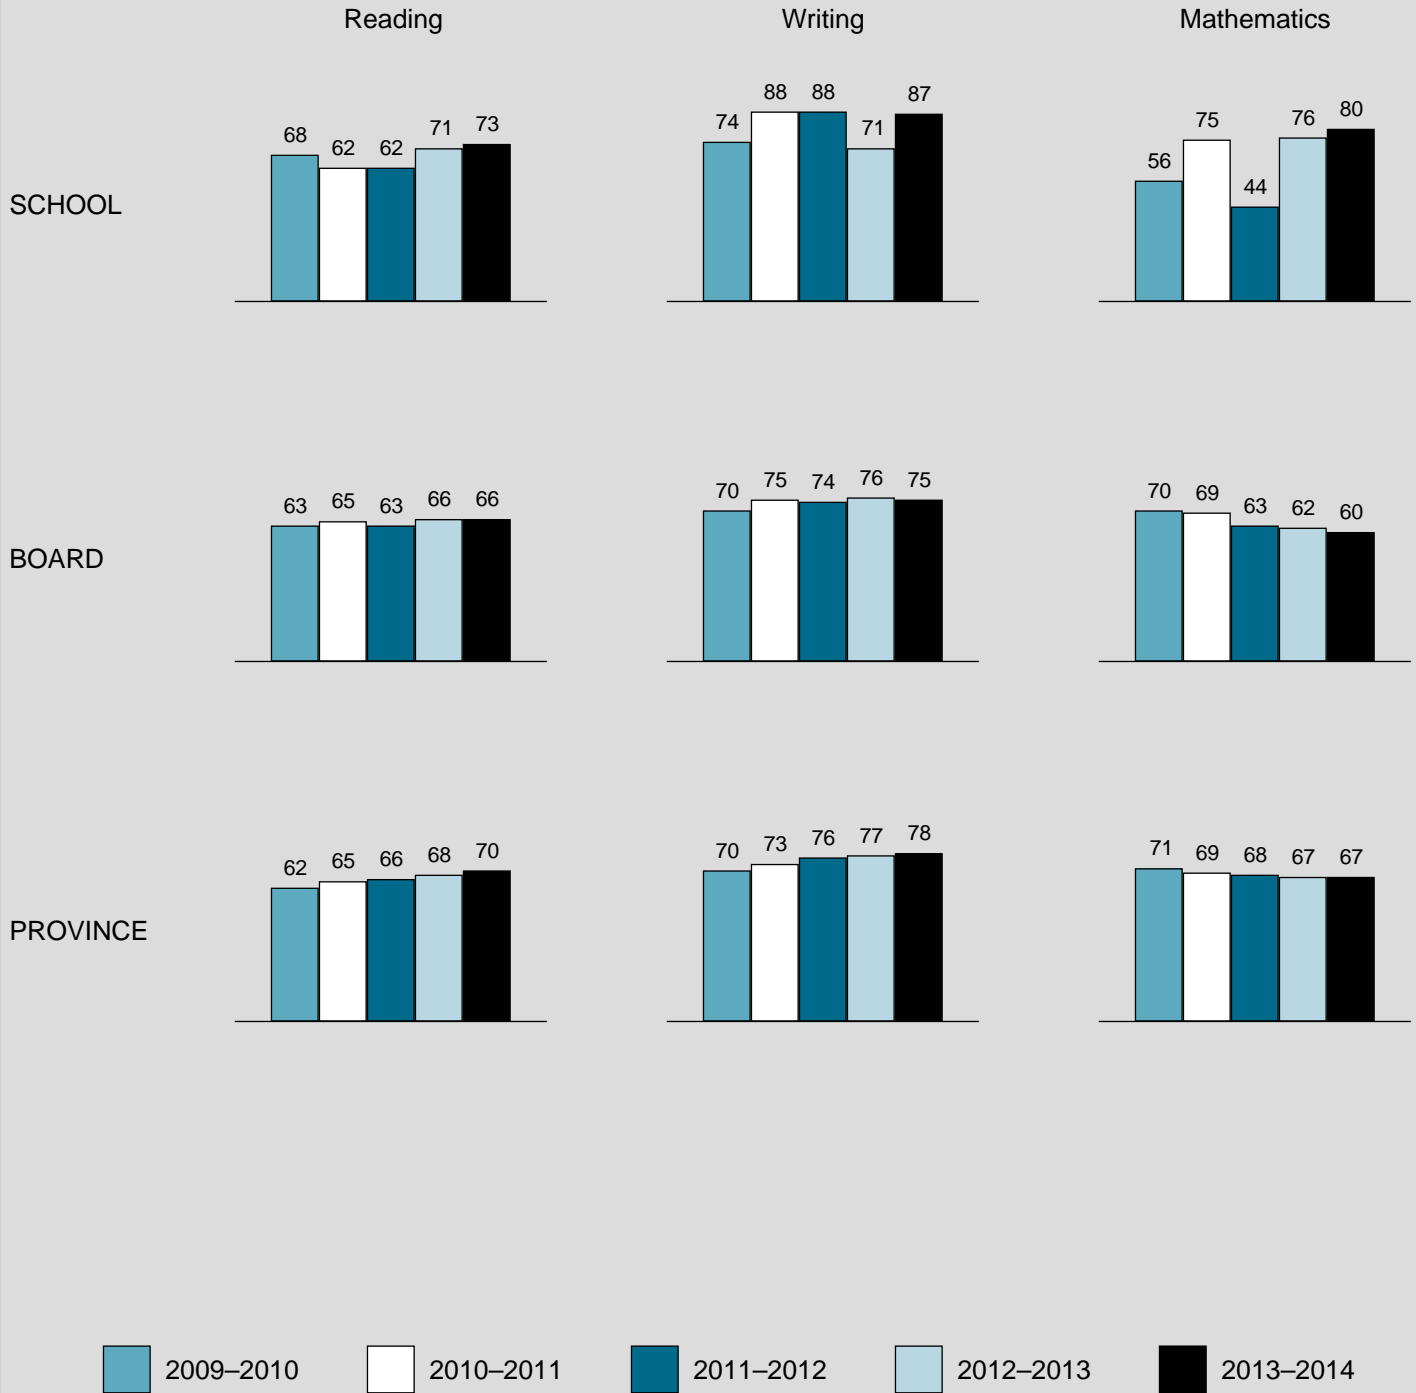 Reading Writing Mathematics
68 62 62 71 73
74 88 88 71 87
56 75 44 76 80
SCHOOL
63 65 63 66 66
70 75 74 76 75
70 69 63 62 60
BOARD
62 65 66 68 70
70 73 76 77 78
71 69 68 67 67
PROVINCE
2009–2010 2010–2011 2011–2012 2012–2013 2013–2014